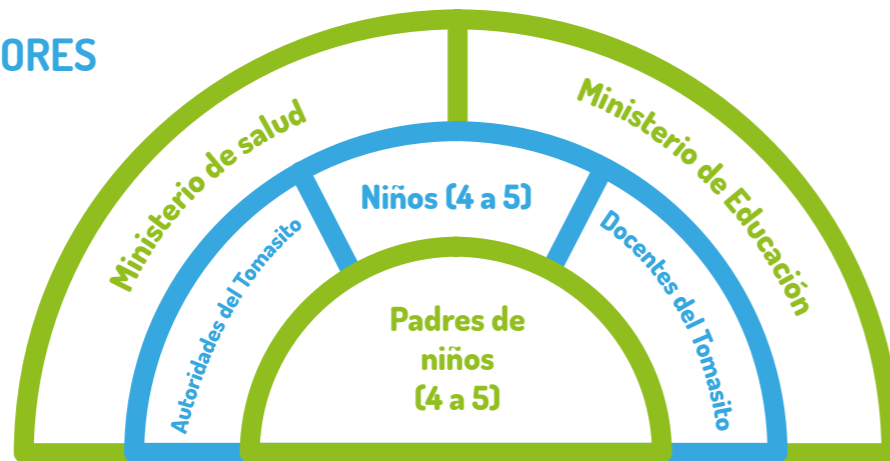 ORES
Ministerio de salud
Ministerio de Educación
Autoridades del Tomasito
Niños (4 a 5)
Docentes del Tomasito
Padres de
niños
(4 a 5)